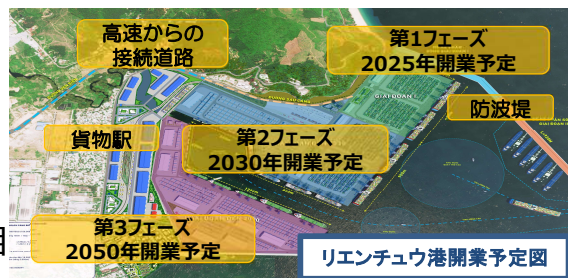 高速からの
接続道路
第1フェーズ
2025年開業予定
防波堤
貨物駅
第2フェーズ
2030年開業予定
第3フェーズ
2050年開業予定
リエンチュウ港開業予定図